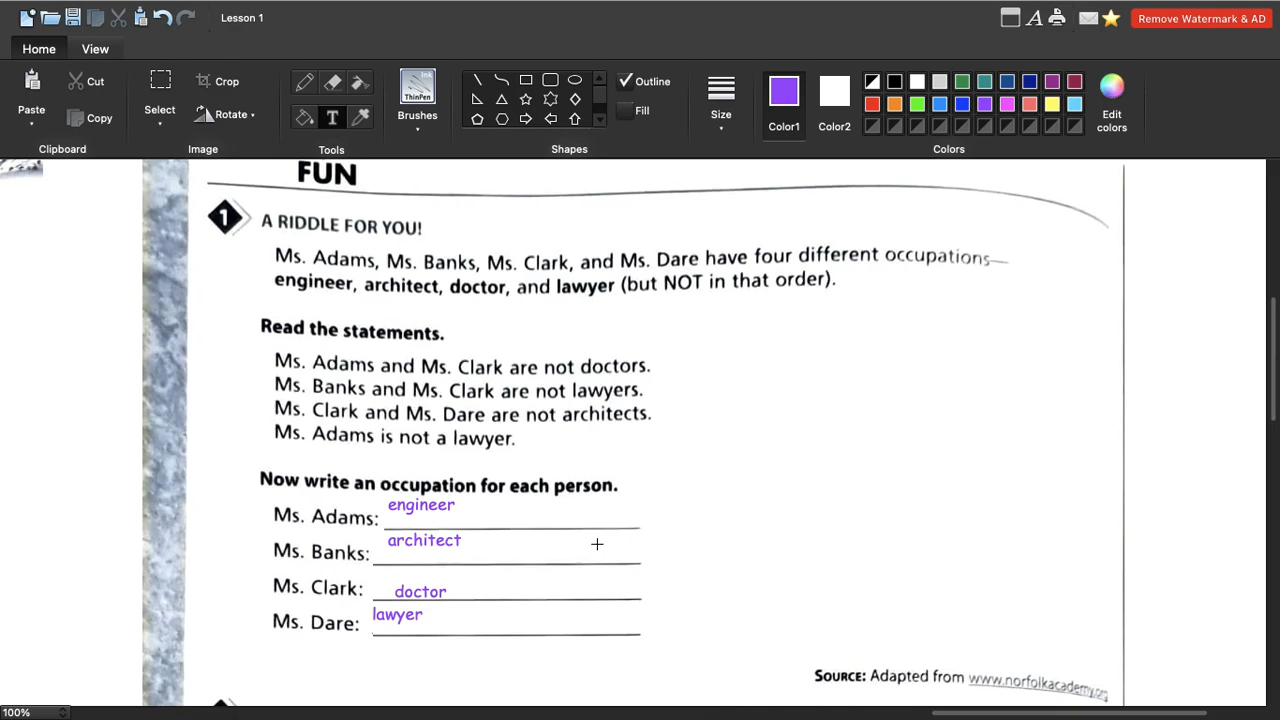 Lesson 1
Remove Watermark & AD
Home View
Paste
Cut
Copy
Clipboard
Select
Crop
Rotate
Image
Tools
Ink
ThinPen
Brushes
Shapes
Outline
Fill
Size
Color1
Color2
Edit
colors
Colors
FUN
1 A RIDDLE FOR YOU!
Ms. Adams, Ms. Banks, Ms. Clark, and Ms. Dare have four different occupations—
engineer, architect, doctor, and lawyer (but NOT in that order).
Read the statements.
Ms. Adams and Ms. Clark are not doctors.
Ms. Banks and Ms. Clark are not lawyers.
Ms. Clark and Ms. Dare are not architects.
Ms. Adams is not a lawyer.
Now write an occupation for each person.
Ms. Adams: engineer
Ms. Banks: architect
Ms. Clark: doctor
Ms. Dare: lawyer
SOURCE: Adapted from www.norfolkacademy.org
100%